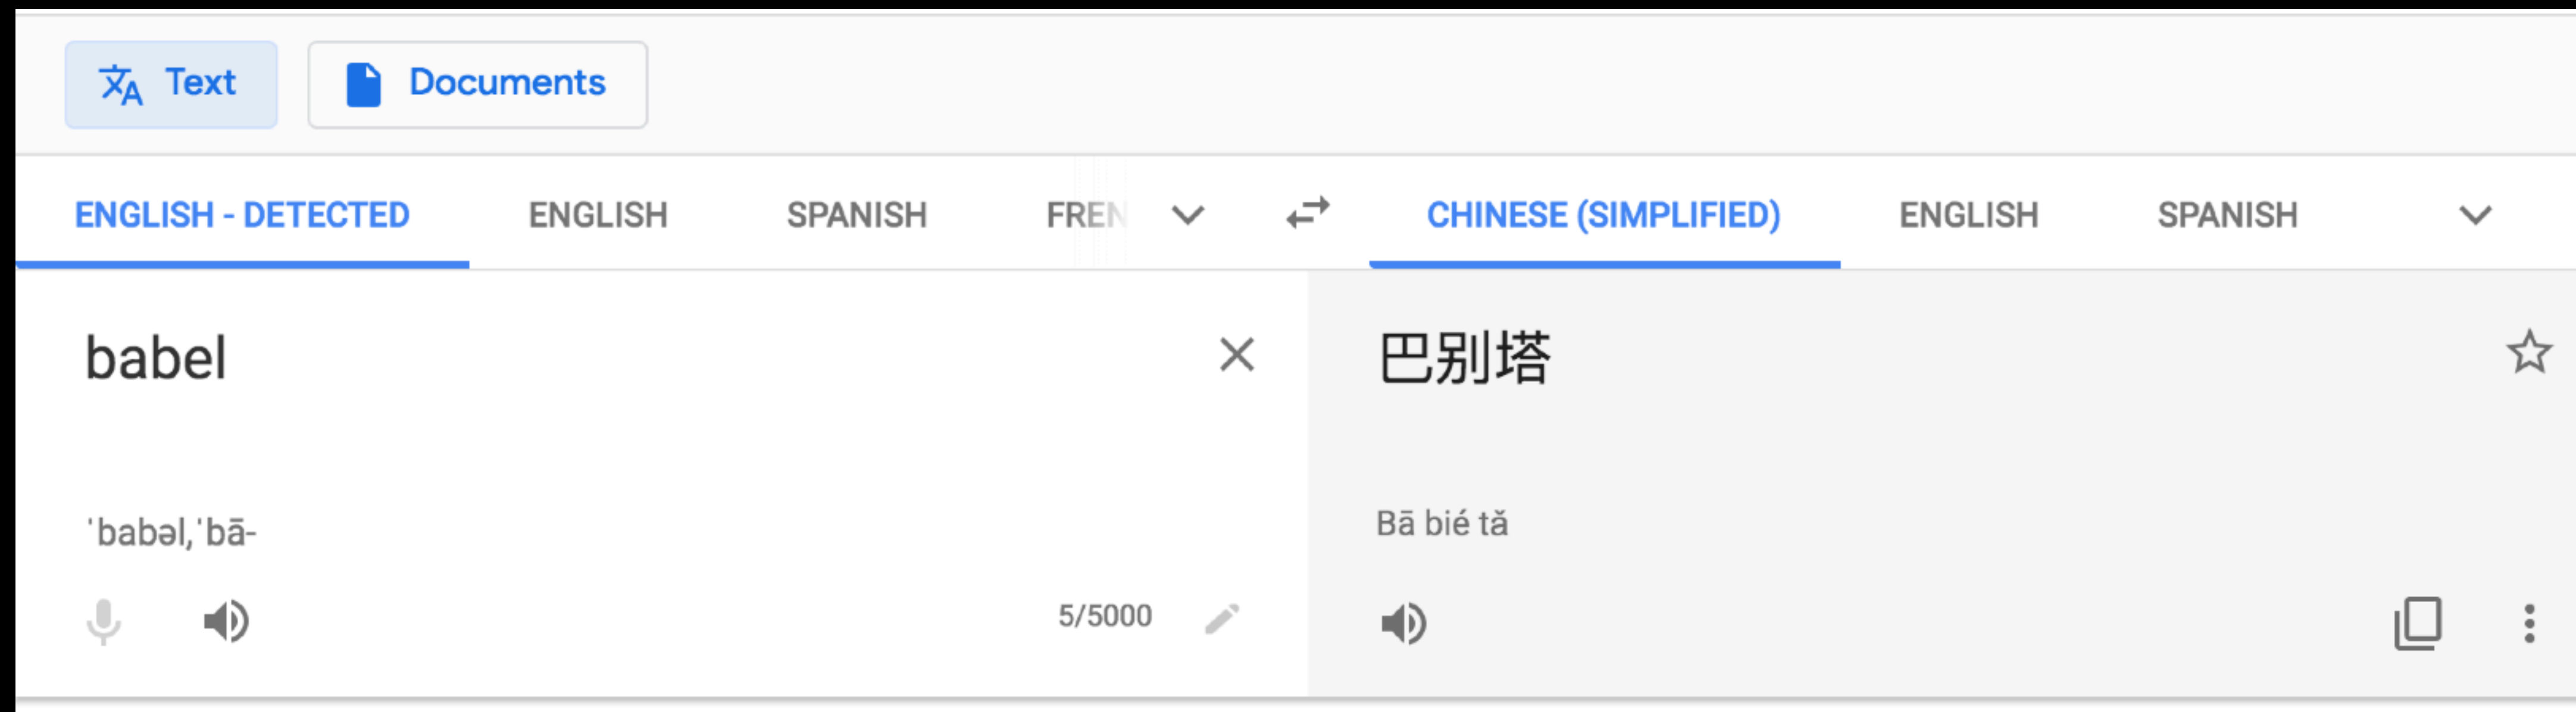 Text Documents
ENGLISH - DETECTED ENGLISH SPANISH FREN CHINESE (SIMPLIFIED) ENGLISH SPANISH
babel 巴别塔
ˈbabəl,ˈbā- Bā bié tǎ
5/5000